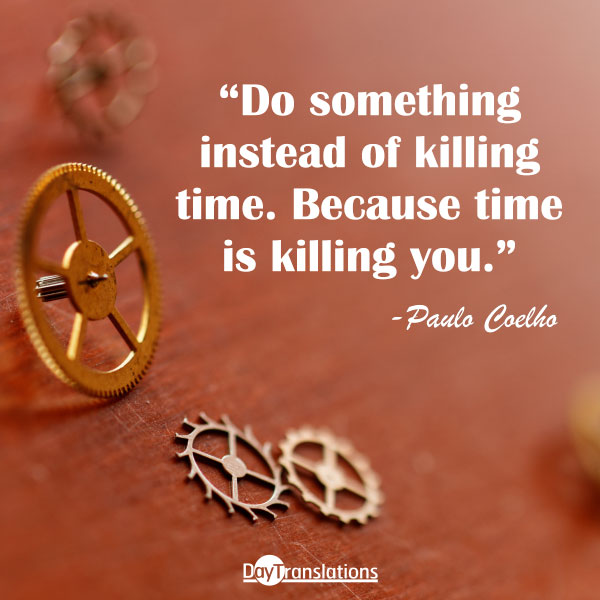 “Do something
instead of killing
time. Because time
is killing you.”
-Paulo Coelho
DayTranslations